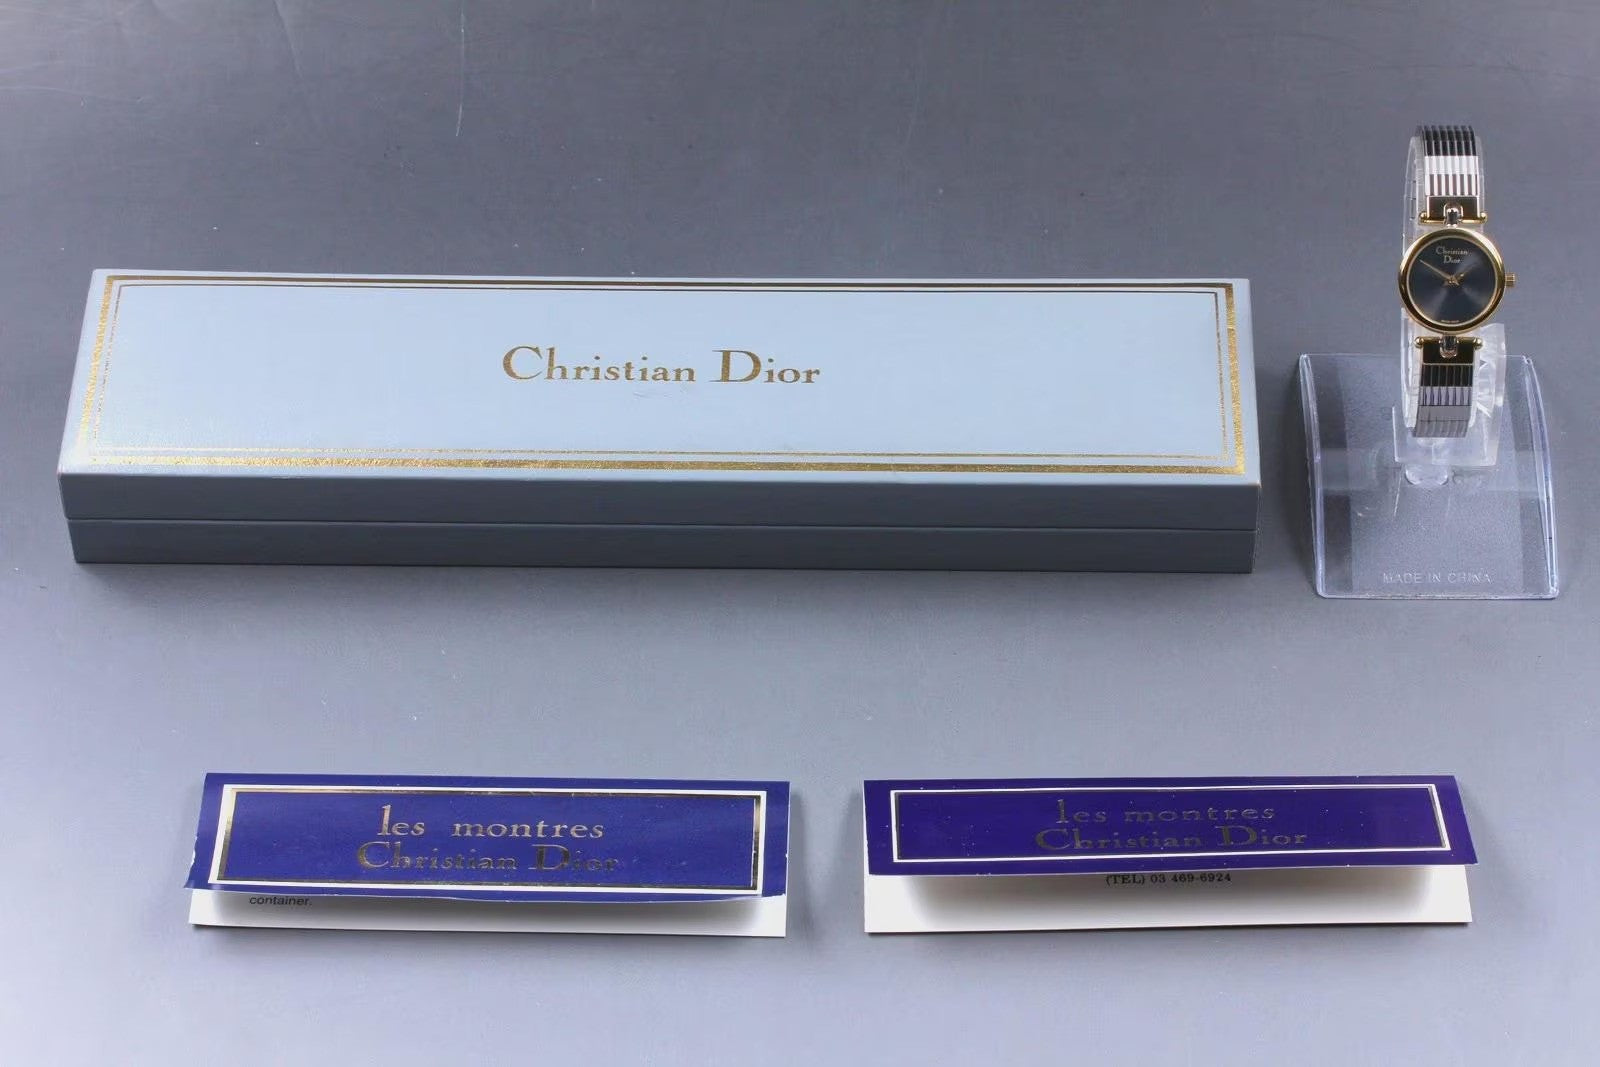 Christian Dior
Christian
Dior
MADE IN CHINA
les montres
Christian Dior
container.
les montres
Christian Dior
(TEL) 03 469-6924